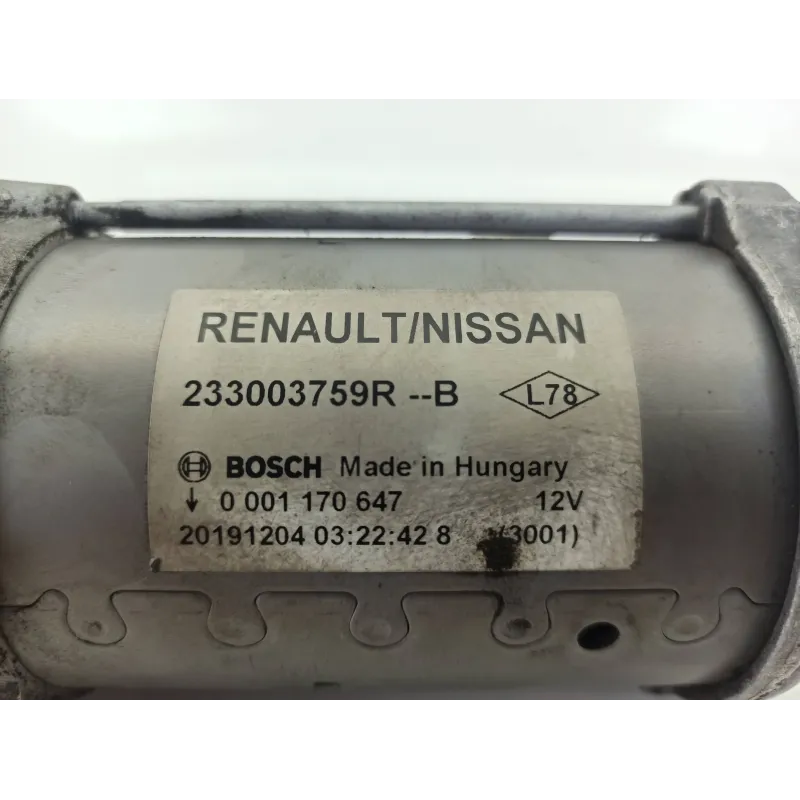 RENAULT/NISSAN
233003759R --B L78
BOSCH Made in Hungary
↓ 0 001 170 647 12V
20191204 03:22:42 8 (3001)